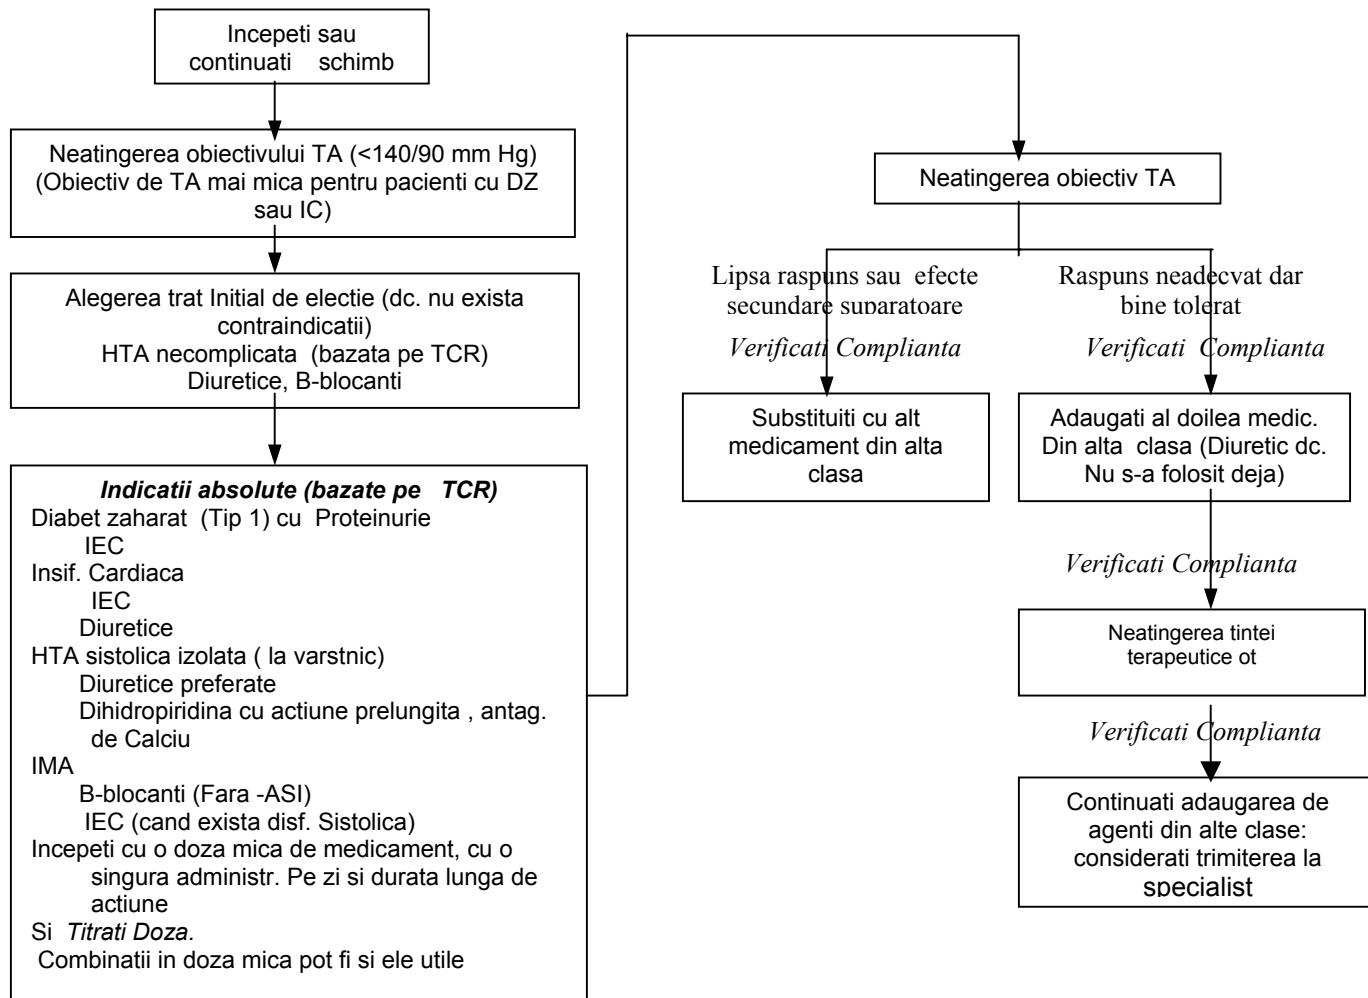 Incepeti sau
continuati schimb
Neatingerea obiectivului TA (<140/90 mm Hg)
(Obiectiv de TA mai mica pentru pacienti cu DZ
sau IC)
Alegerea trat Initial de electie (dc. nu exista
contraindicatii)
HTA necomplicata (bazata pe TCR)
Diuretice, B-blocanti
Indicatii absolute (bazate pe TCR)
Diabet zaharat (Tip 1) cu Proteinurie
IEC
Insif. Cardiaca
IEC
Diuretice
HTA sistolica izolata ( la varstnic)
Diuretice preferate
Dihidropiridina cu actiune prelungita , antag.
de Calciu
IMA
B-blocanti (Fara -ASI)
IEC (cand exista disf. Sistolica)
Incepeti cu o doza mica de medicament, cu o
singura administr. Pe zi si durata lunga de
actiune
Si Titrati Doza.
Combinatii in doza mica pot fi si ele utile
Neatingerea obiectiv TA
Lipsa raspuns sau efecte
secundare suparatoare
Verificati Complianta
Substituiti cu alt
medicament din alta
clasa
Raspuns neadecvat dar
bine tolerat
Verificati Complianta
Adaugati al doilea medic.
Din alta clasa (Diuretic dc.
Nu s-a folosit deja)
Verificati Complianta
Neatingerea tintei
terapeutice ot
Verificati Complianta
Continuati adaugarea de
agenti din alte clase:
considerati trimiterea la
specialist